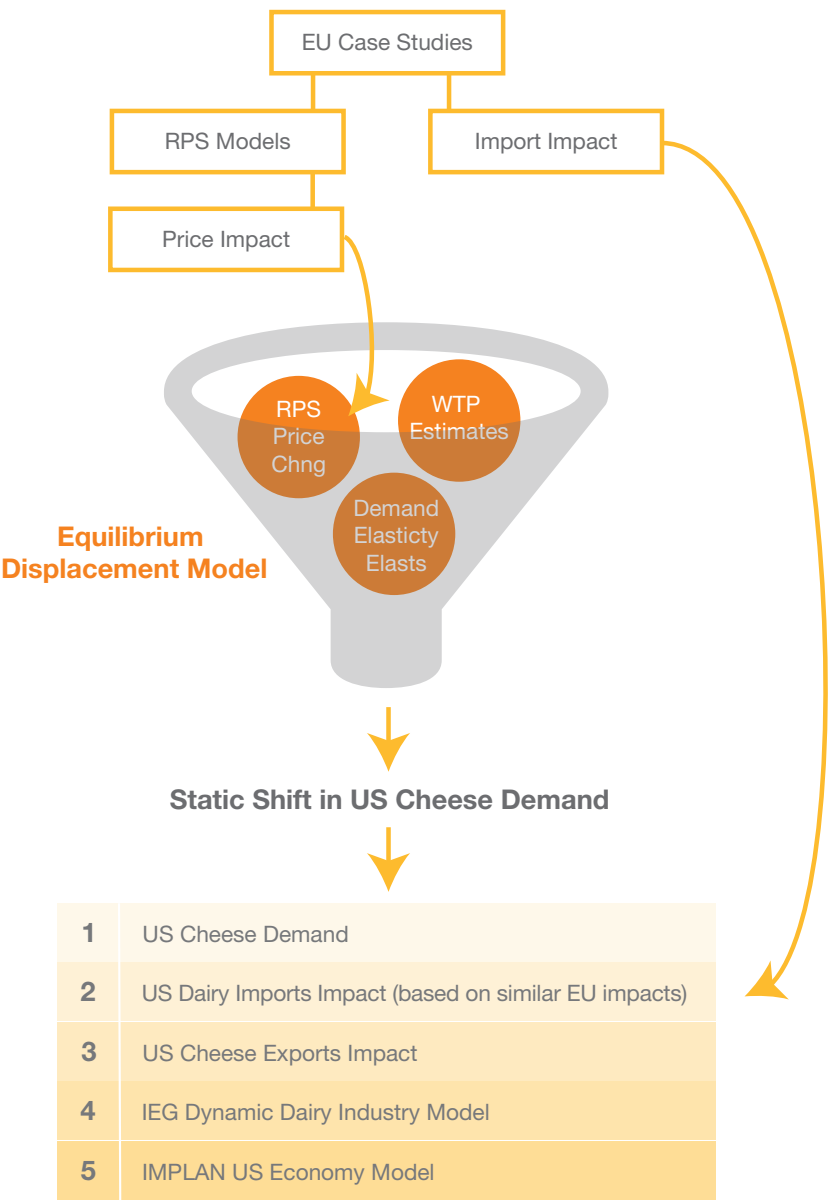 EU Case Studies
RPS Models
Import Impact
Price Impact
RPS
Price
Chng
WTP
Estimates
Demand
Elasticty
Elasts
Equilibrium
Displacement Model
Static Shift in US Cheese Demand
1 US Cheese Demand
2 US Dairy Imports Impact (based on similar EU impacts)
3 US Cheese Exports Impact
4 IEG Dynamic Dairy Industry Model
5 IMPLAN US Economy Model